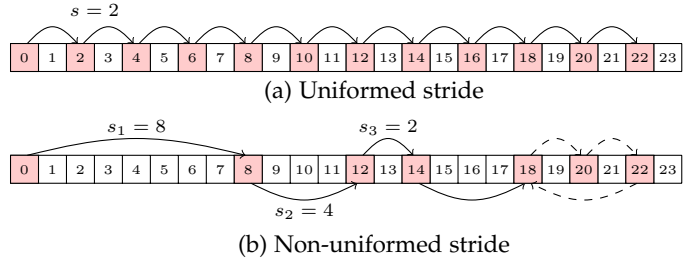 s = 2
0 1 2 3 4 5 6 7 8 9 10 11 12 13 14 15 16 17 18 19 20 21 22 23
(a) Uniformed stride
s1 = 8 s3 = 2
0 1 2 3 4 5 6 7 8 9 10 11 12 13 14 15 16 17 18 19 20 21 22 23
s2 = 4
(b) Non-uniformed stride